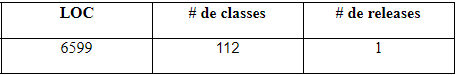 LOC # de classes # de releases
6599 112 1